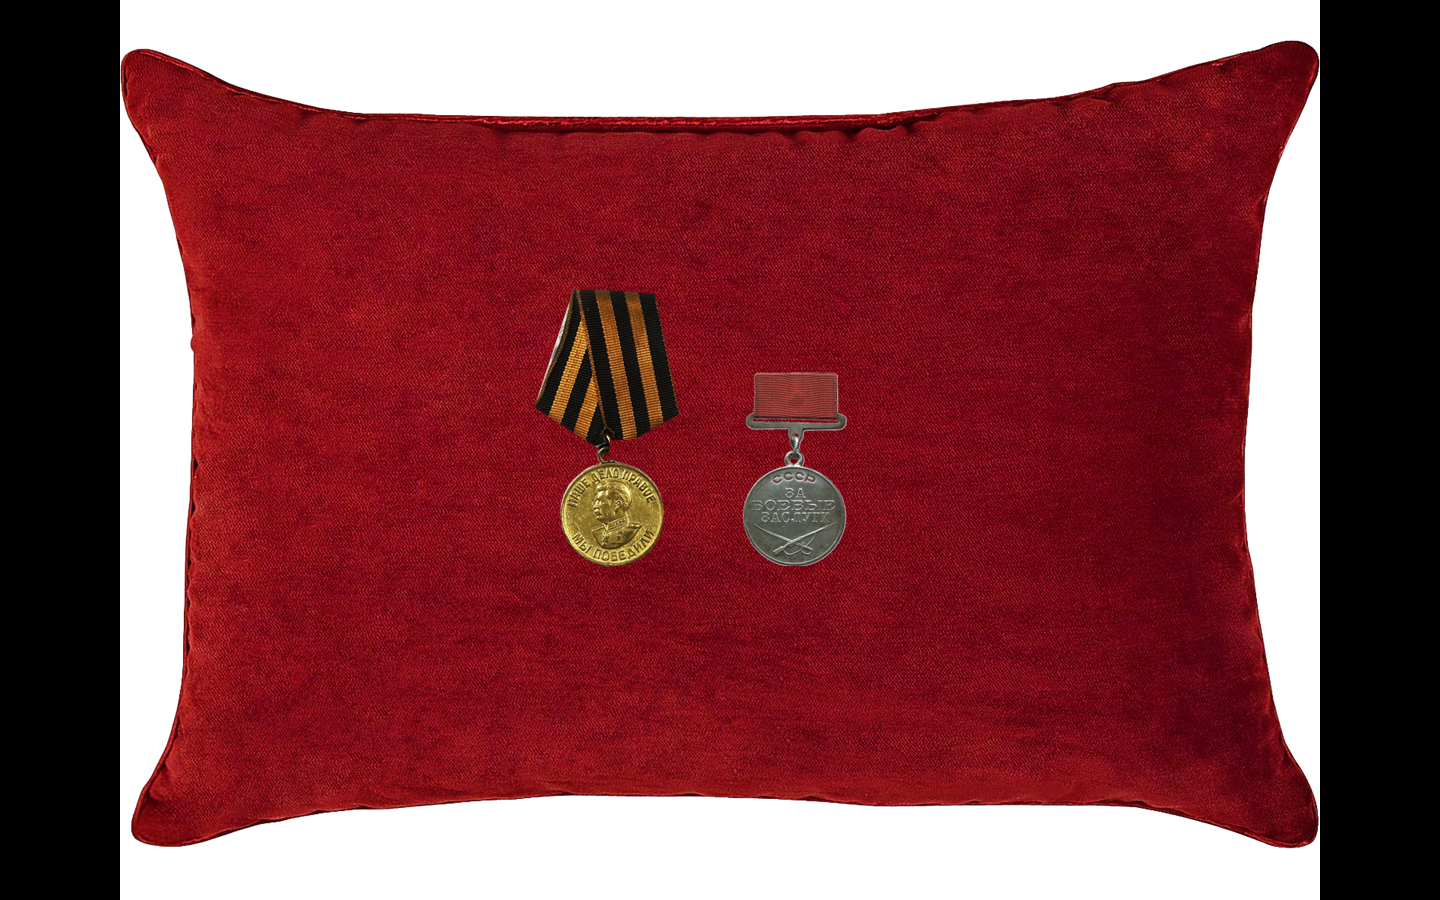 НАШЕ ДЕЛО ПРАВОЕ
МЫ ПОБЕДИЛИ
СССР
ЗА
БОЕВЫЕ
ЗАСЛУГИ